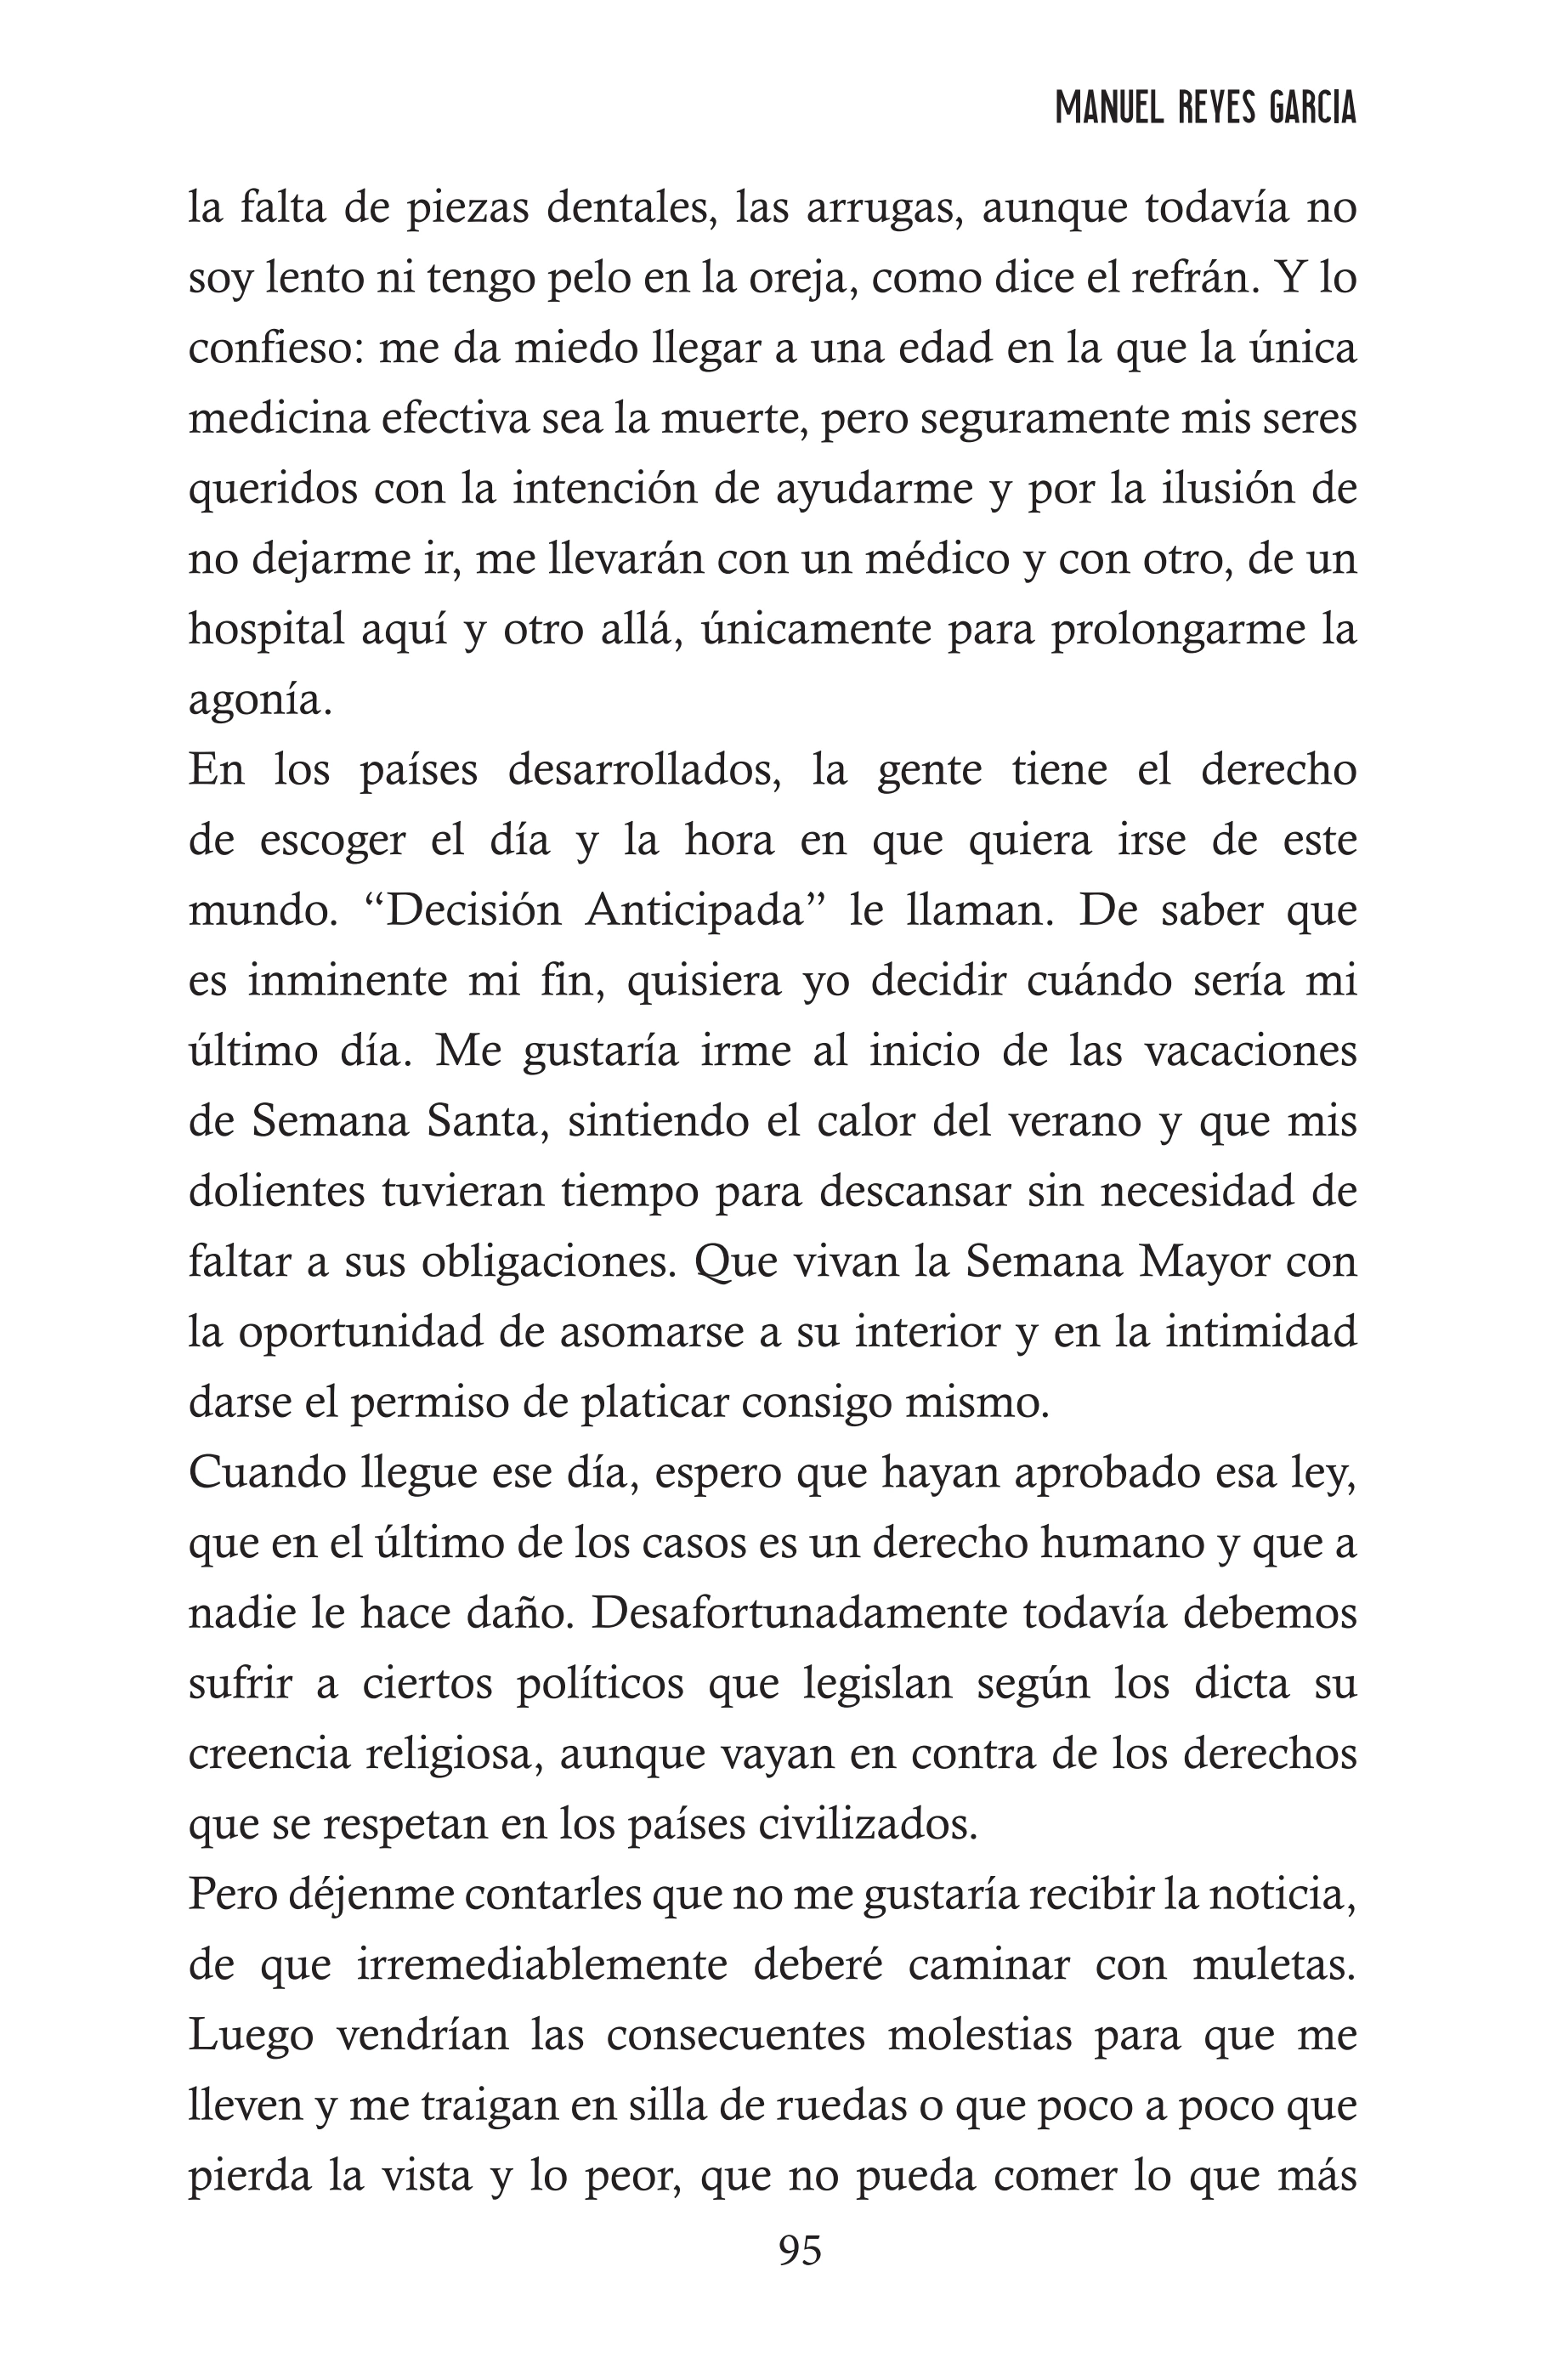 MANUEL REYES GARCIA
la falta de piezas dentales, las arrugas, aunque todavía no
soy lento ni tengo pelo en la oreja, como dice el refrán. Y lo
confieso: me da miedo llegar a una edad en la que la única
medicina efectiva sea la muerte, pero seguramente mis seres
queridos con la intención de ayudarme y por la ilusión de
no dejarme ir, me llevarán con un médico y con otro, de un
hospital aquí y otro allá, únicamente para prolongarme la
agonía.
En los países desarrollados, la gente tiene el derecho
de escoger el día y la hora en que quiera irse de este
mundo. “Decisión Anticipada” le llaman. De saber que
es inminente mi fin, quisiera yo decidir cuándo sería mi
último día. Me gustaría irme al inicio de las vacaciones
de Semana Santa, sintiendo el calor del verano y que mis
dolientes tuvieran tiempo para descansar sin necesidad de
faltar a sus obligaciones. Que vivan la Semana Mayor con
la oportunidad de asomarse a su interior y en la intimidad
darse el permiso de platicar consigo mismo.
Cuando llegue ese día, espero que hayan aprobado esa ley,
que en el último de los casos es un derecho humano y que a
nadie le hace daño. Desafortunadamente todavía debemos
sufrir a ciertos políticos que legislan según los dicta su
creencia religiosa, aunque vayan en contra de los derechos
que se respetan en los países civilizados.
Pero déjenme contarles que no me gustaría recibir la noticia,
de que irremediablemente deberé caminar con muletas.
Luego vendrían las consecuentes molestias para que me
lleven y me traigan en silla de ruedas o que poco a poco que
pierda la vista y lo peor, que no pueda comer lo que más
95